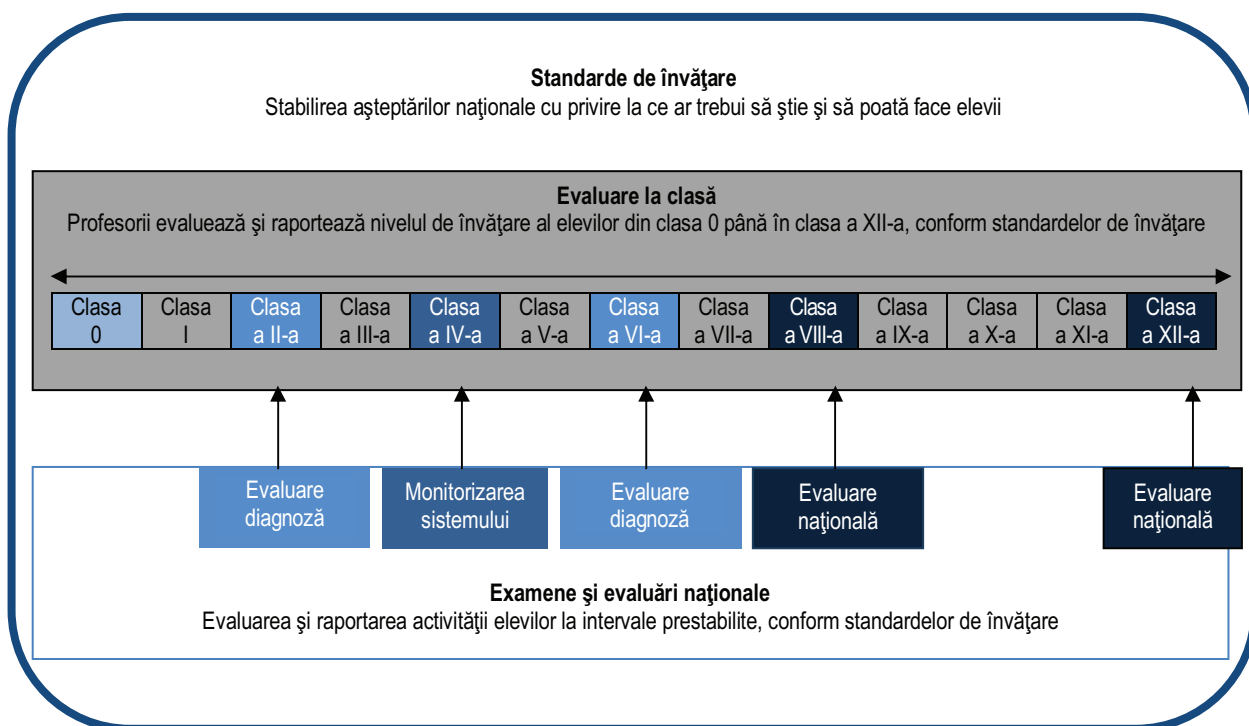 Standarde de învăţare
Stabilirea aşteptărilor naţionale cu privire la ce ar trebui să ştie şi să poată face elevii
Evaluare la clasă
Profesorii evaluează şi raportează nivelul de învăţare al elevilor din clasa 0 până în clasa a XII-a, conform standardelor de învăţare
Clasa
0
Clasa
I
Clasa
a II-a
Clasa
a III-a
Clasa
a IV-a
Clasa
a V-a
Clasa
a VI-a
Clasa
a VII-a
Clasa
a VIII-a
Clasa
a IX-a
Clasa
a X-a
Clasa
a XI-a
Clasa
a XII-a
Evaluare
diagnoză
Monitorizarea
sistemului
Evaluare
diagnoză
Evaluare
naţională
Evaluare
naţională
Examene şi evaluări naţionale
Evaluarea şi raportarea activităţii elevilor la intervale prestabilite, conform standardelor de învăţare